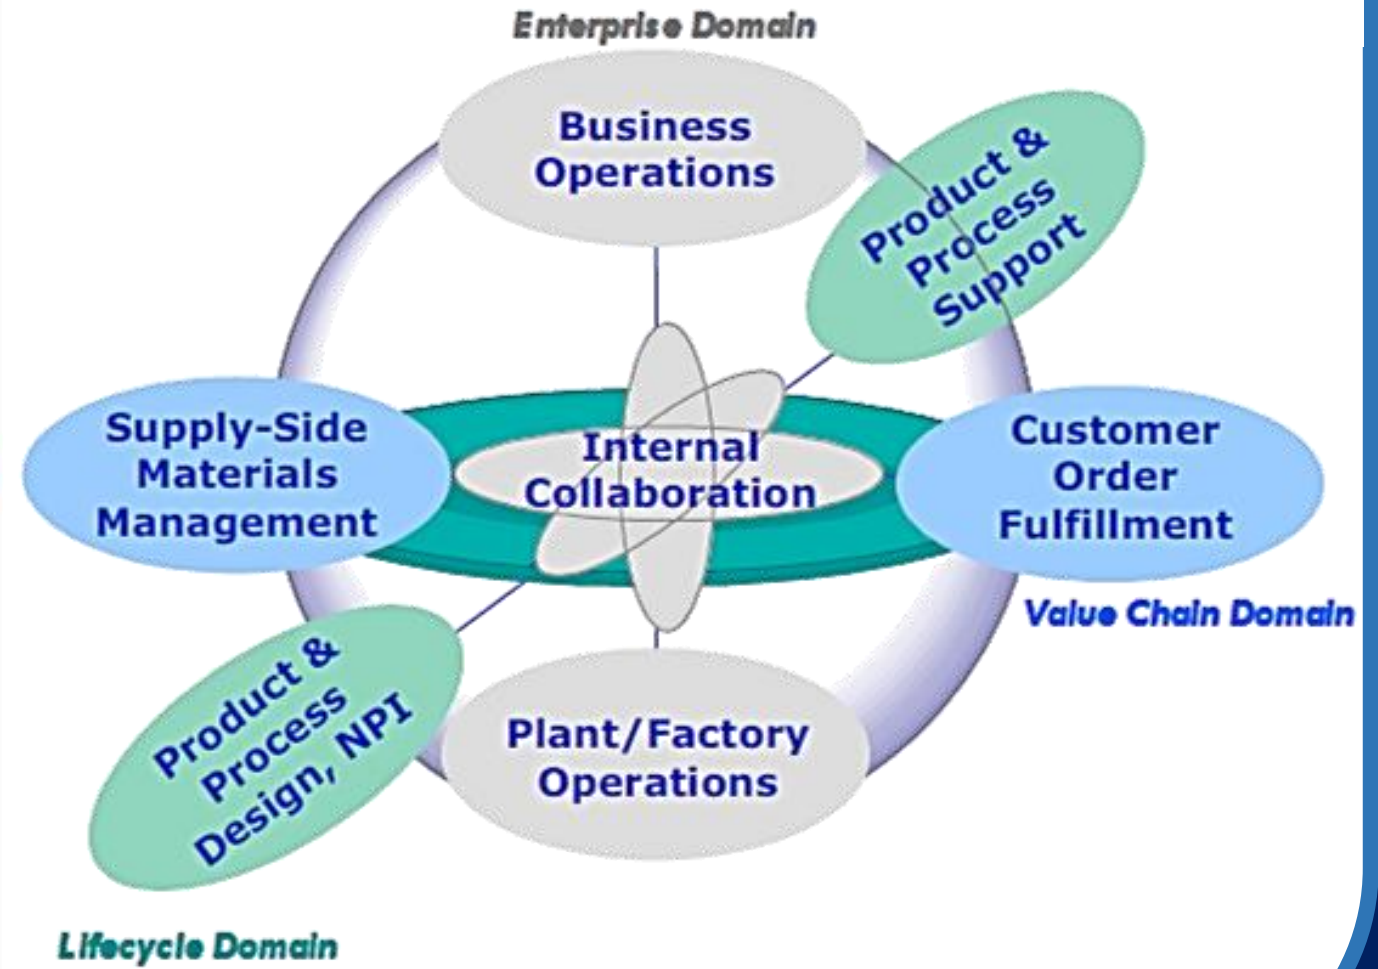 Enterprise Domain
Business
Operations
Product &
Process
Support
Supply-Side
Materials
Management
Internal
Collaboration
Customer
Order
Fulfillment
Value Chain Domain
Product &
Process
Design, NPI
Plant/Factory
Operations
Lifecycle Domain